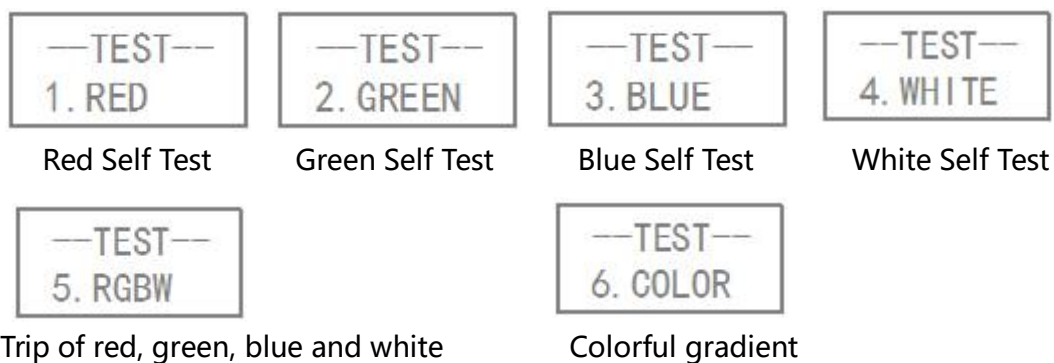 --TEST--
1. RED
--TEST--
2. GREEN
--TEST--
3. BLUE
--TEST--
4. WHITE
Red Self Test
Green Self Test
Blue Self Test
White Self Test
--TEST--
5. RGBW
--TEST--
6. COLOR
Trip of red, green, blue and white
Colorful gradient